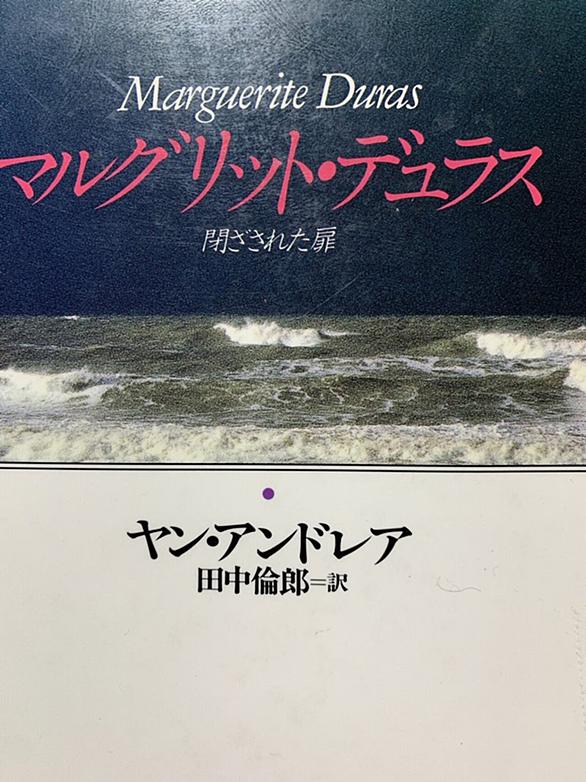 Marguerite Duras
マルグリット・デュラス
閉ざされた扉
ヤン・アンドレア
田中倫郎=訳